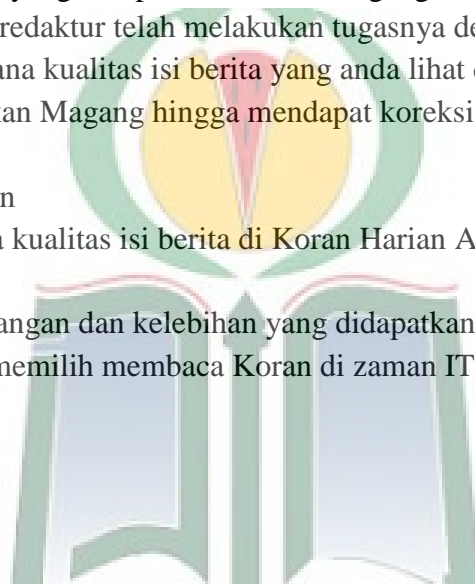 redaktur telah melakukan tugasnya de
ana kualitas isi berita yang anda lihat
kan Magang hingga mendapat koreksi
n
a kualitas isi berita di Koran Harian A
angan dan kelebihan yang didapatkan
memilih membaca Koran di zaman IT